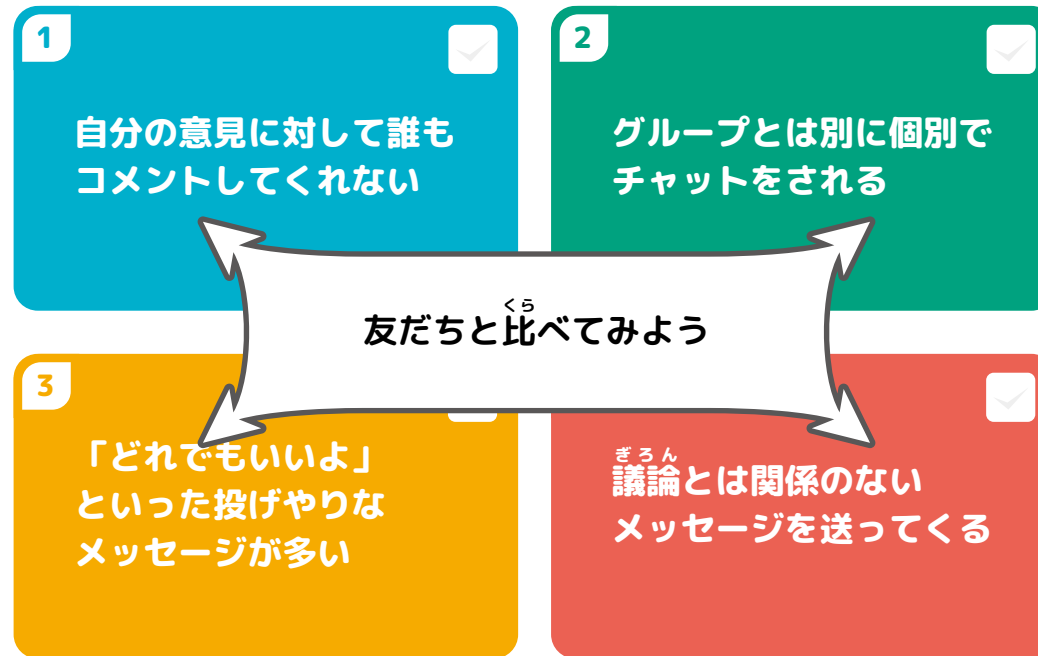 1
自分の意見に対して誰も
コメントしてくれない
2
グループとは別に個別で
チャットをされる
くら
友だちと比べてみよう
3
「どれでもいいよ」
といった投げやりな
メッセージが多い
ぎろん
議論とは関係のない
メッセージを送ってくる